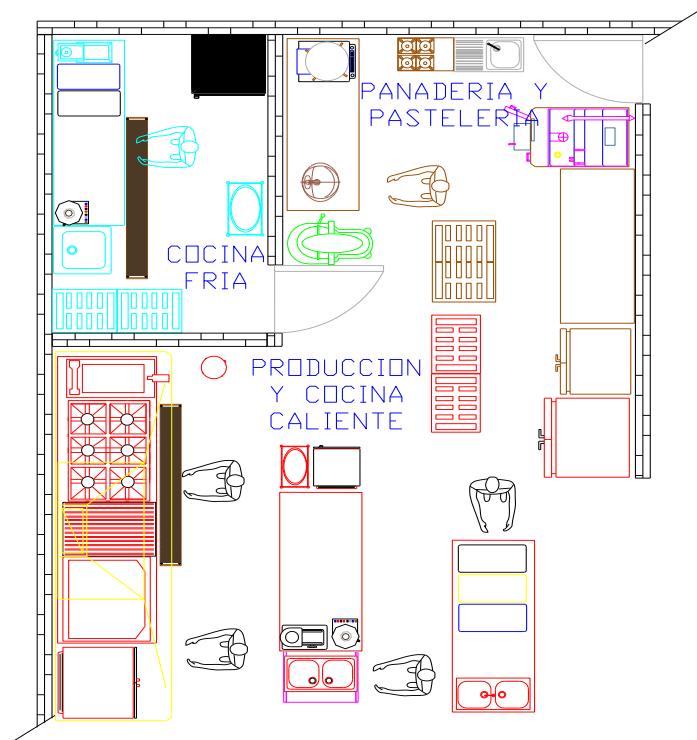 PANADERIA Y
PASTELERIA
COCINA
FRIA
PRODUCCION
Y COCINA
CALIENTE